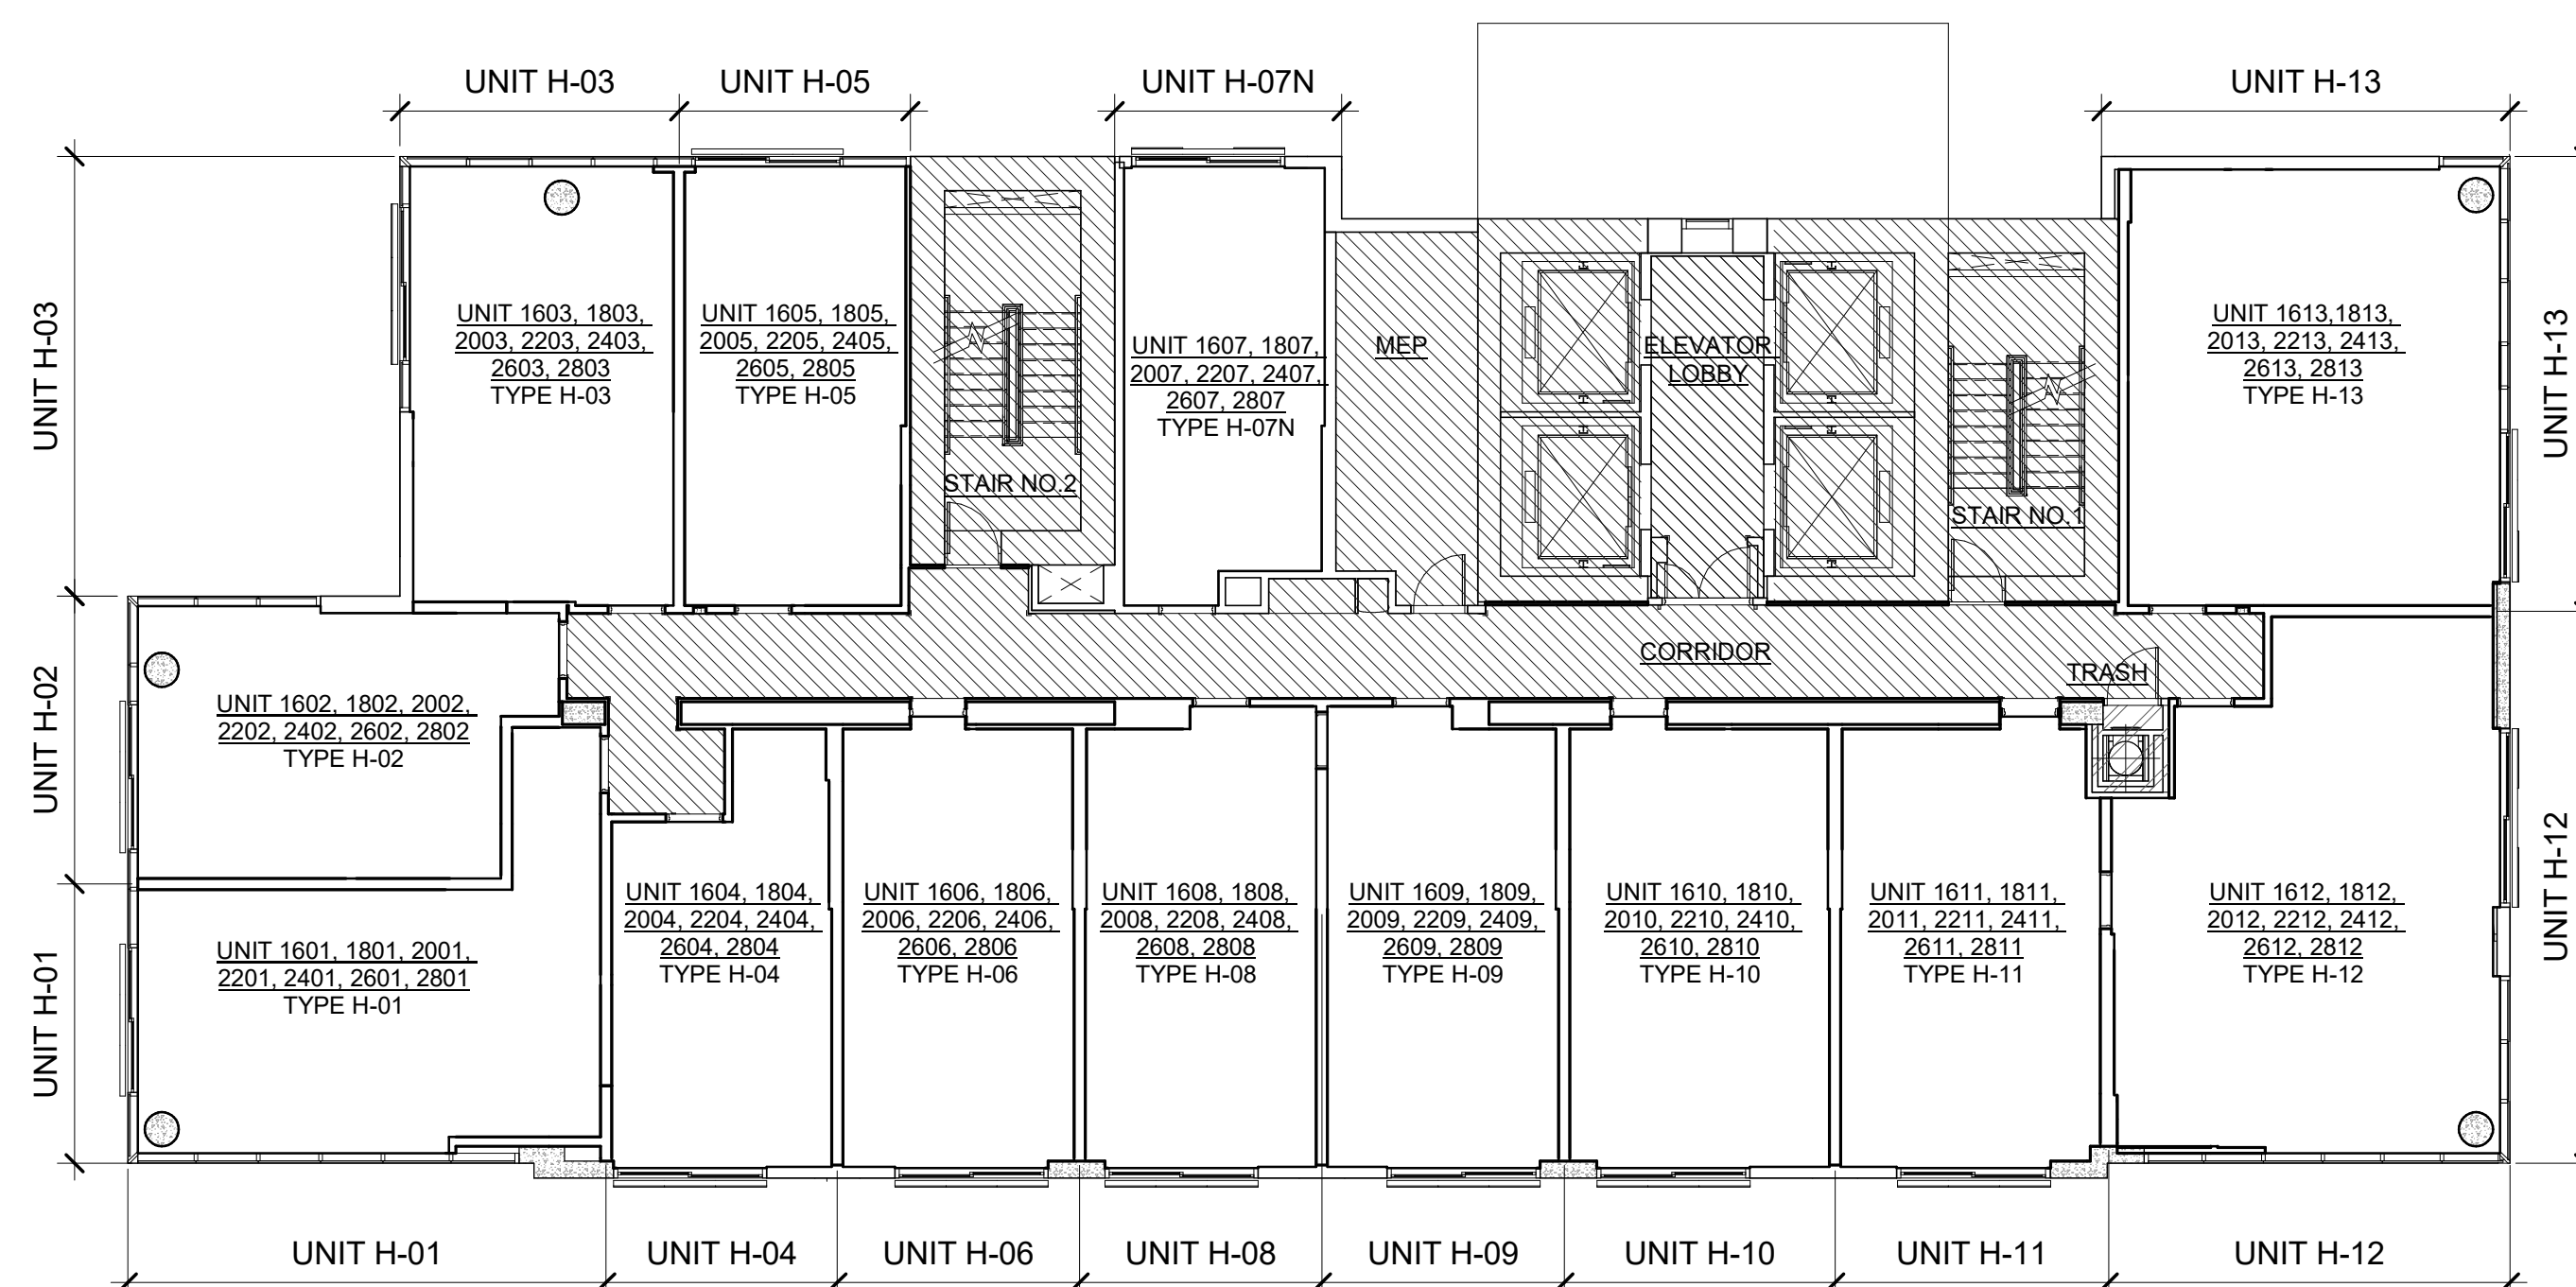 UNIT H-03
UNIT H-05
UNIT H-07N
UNIT H-13
UNIT H-03
UNIT 1603, 1803,
2003, 2203, 2403,
2603, 2803
TYPE H-03
UNIT 1605, 1805,
2005, 2205, 2405,
2605, 2805
TYPE H-05
STAIR NO.2
UNIT 1607, 1807,
2007, 2207, 2407,
2607, 2807
TYPE H-07N
MEP
ELEVATOR
LOBBY
STAIR NO.1
UNIT 1613,1813,
2013, 2213, 2413,
2613, 2813
TYPE H-13
UNIT H-13
UNIT H-02
UNIT 1602, 1802, 2002,
2202, 2402, 2602, 2802
TYPE H-02
CORRIDOR
TRASH
UNIT H-01
UNIT 1601, 1801, 2001,
2201, 2401, 2601, 2801
TYPE H-01
UNIT 1604, 1804,
2004, 2204, 2404,
2604, 2804
TYPE H-04
UNIT 1606, 1806,
2006, 2206, 2406,
2606, 2806
TYPE H-06
UNIT 1608, 1808,
2008, 2208, 2408,
2608, 2808
TYPE H-08
UNIT 1609, 1809,
2009, 2209, 2409,
2609, 2809
TYPE H-09
UNIT 1610, 1810,
2010, 2210, 2410,
2610, 2810
TYPE H-10
UNIT 1611, 1811,
2011, 2211, 2411,
2611, 2811
TYPE H-11
UNIT 1612, 1812,
2012, 2212, 2412,
2612, 2812
TYPE H-12
UNIT H-12
UNIT H-01
UNIT H-04
UNIT H-06
UNIT H-08
UNIT H-09
UNIT H-10
UNIT H-11
UNIT H-12